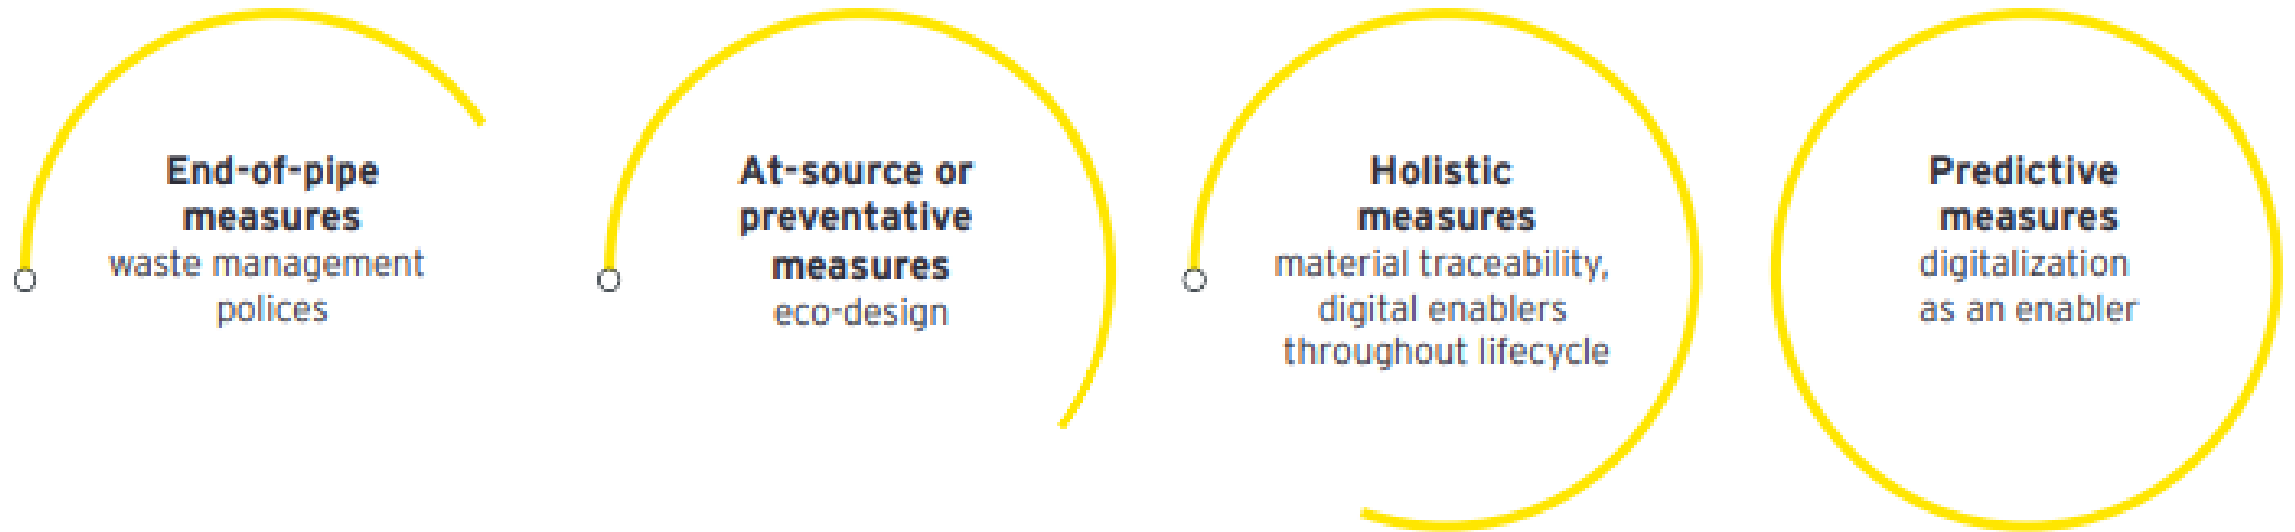 End-of-pipe
measures
waste management
polices
At-source or
preventative
measures
eco-design
Holistic
measures
material traceability,
digital enablers
throughout lifecycle
Predictive
measures
digitalization
as an enabler